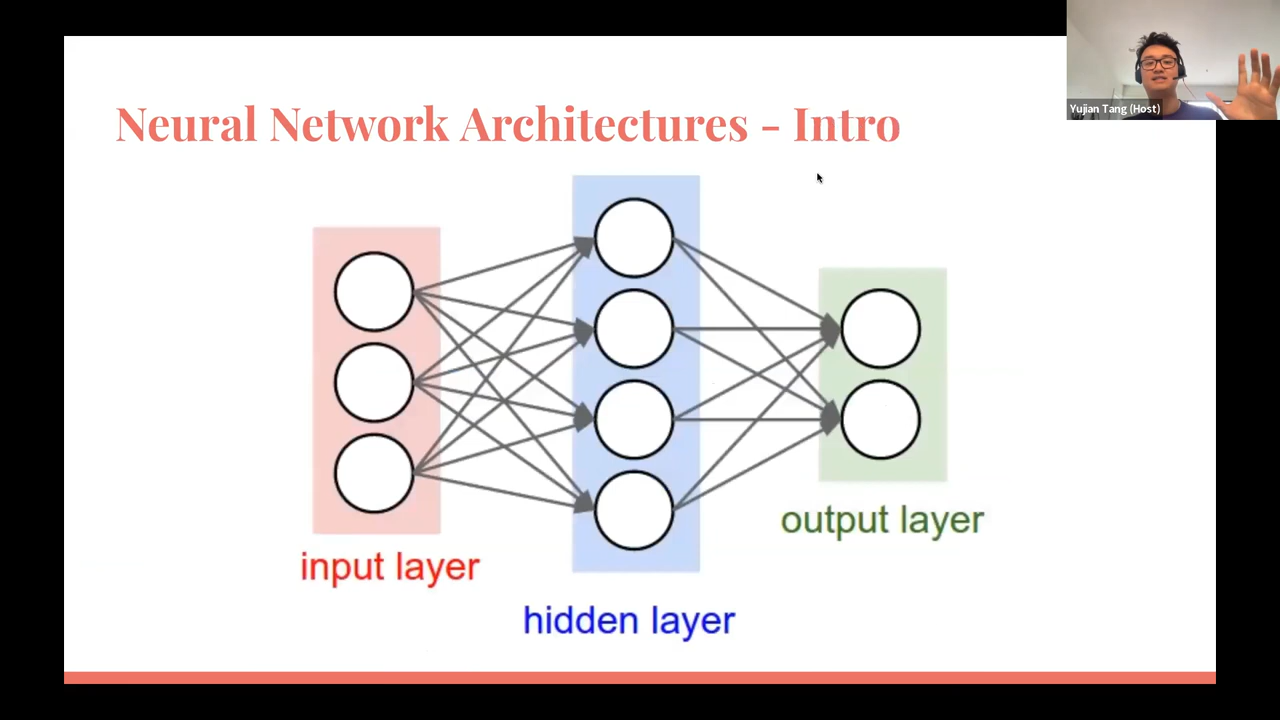 Neural Network Architectures - Intro
Yujian Tang (Host)
input layer
hidden layer
output layer